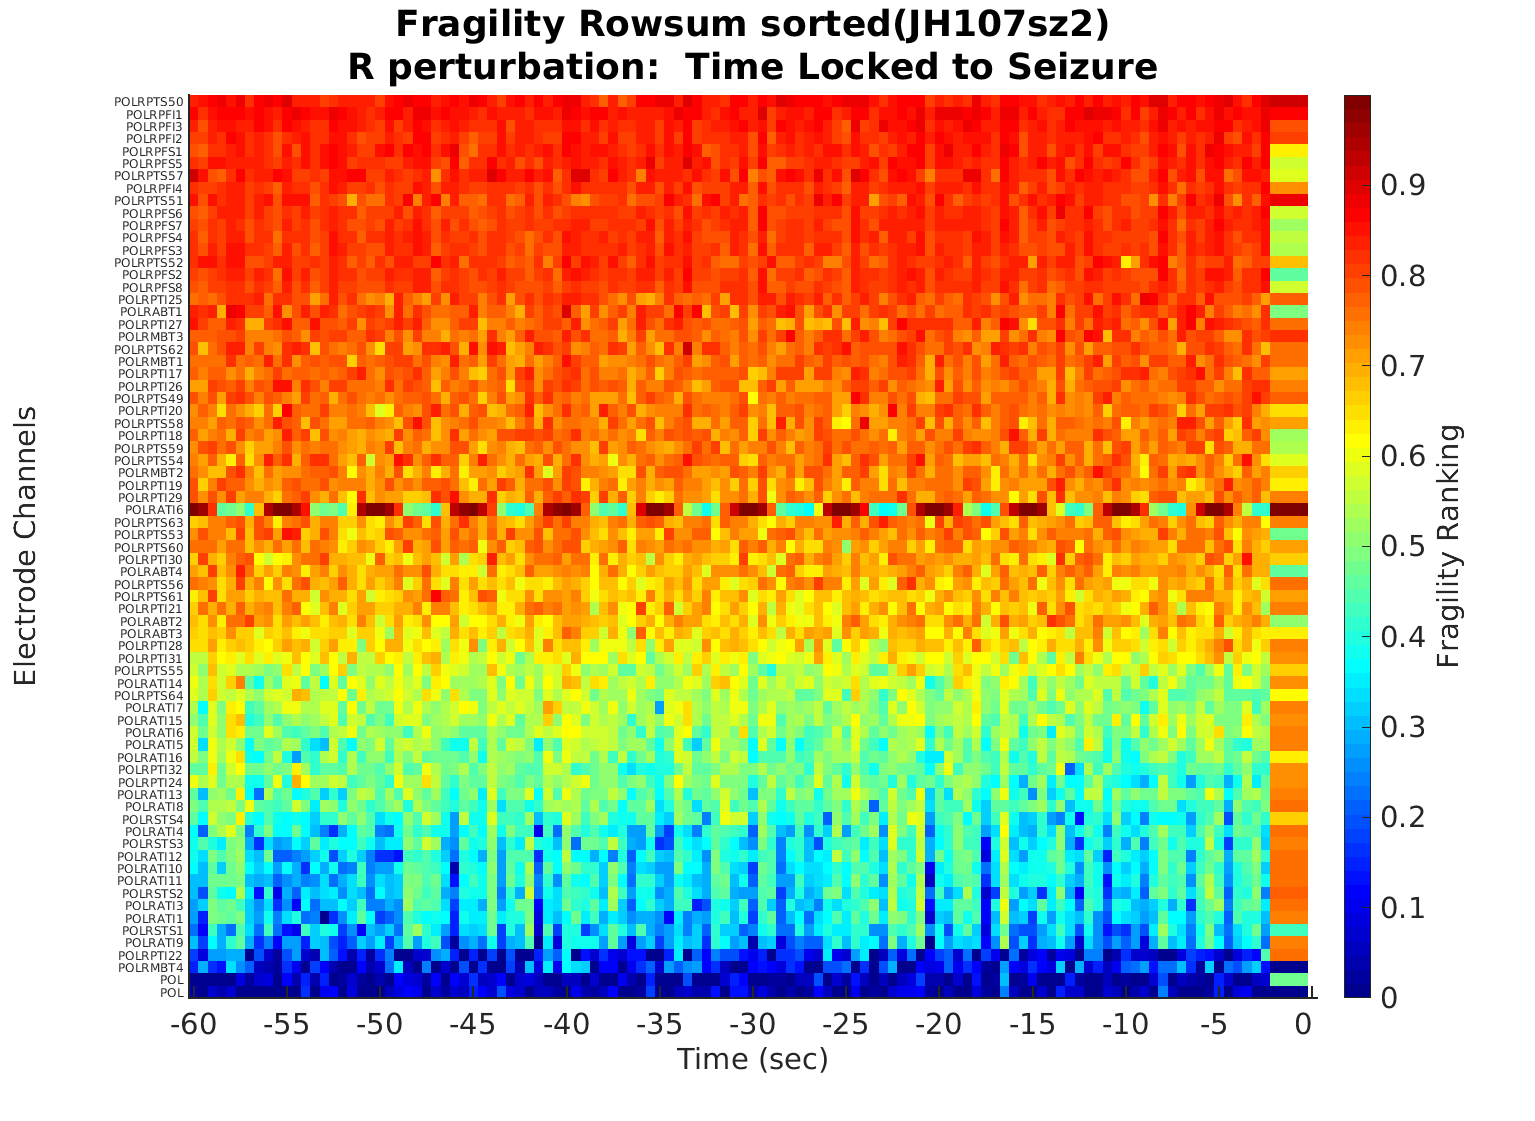 Fragility Rowsum sorted(JH107sz2)
R perturbation:  Time Locked to Seizure
Electrode Channels
POLRPTS50
POLRPFI1
POLRPFI3
POLRPFI2
POLRPFS1
POLRPFS5
POLRPTS57
POLRPFI4
POLRPTS51
POLRPFS6
POLRPFS7
POLRPFS4
POLRPFS3
POLRPTS52
POLRPFS2
POLRPFS8
POLRPTI25
POLRABT1
POLRPTI27
POLRMBT3
POLRPTS62
POLRMBT1
POLRPTI17
POLRPTI26
POLRPTS49
POLRPTI20
POLRPTS58
POLRPTI18
POLRPTS59
POLRPTS54
POLRMBT2
POLRPTI19
POLRPTI29
POLRATI6
POLRPTS63
POLRPTS53
POLRPTS60
POLRPTI30
POLRABT4
POLRPTS56
POLRPTS61
POLRPTI21
POLRABT2
POLRABT3
POLRPTI28
POLRPTI31
POLRPTS55
POLRATI14
POLRPTS64
POLRATI7
POLRATI15
POLRATI6
POLRATI5
POLRATI16
POLRPTI32
POLRPTI24
POLRATI13
POLRATI8
POLRSTS4
POLRATI4
POLRSTS3
POLRATI12
POLRATI10
POLRATI11
POLRSTS2
POLRATI3
POLRATI1
POLRSTS1
POLRATI9
POLRPTI22
POLRMBT4
POL
POL
-60 -55 -50 -45 -40 -35 -30 -25 -20 -15 -10 -5 0
Time (sec)
0.9
0.8
0.7
0.6
0.5
0.4
0.3
0.2
0.1
0
Fragility Ranking